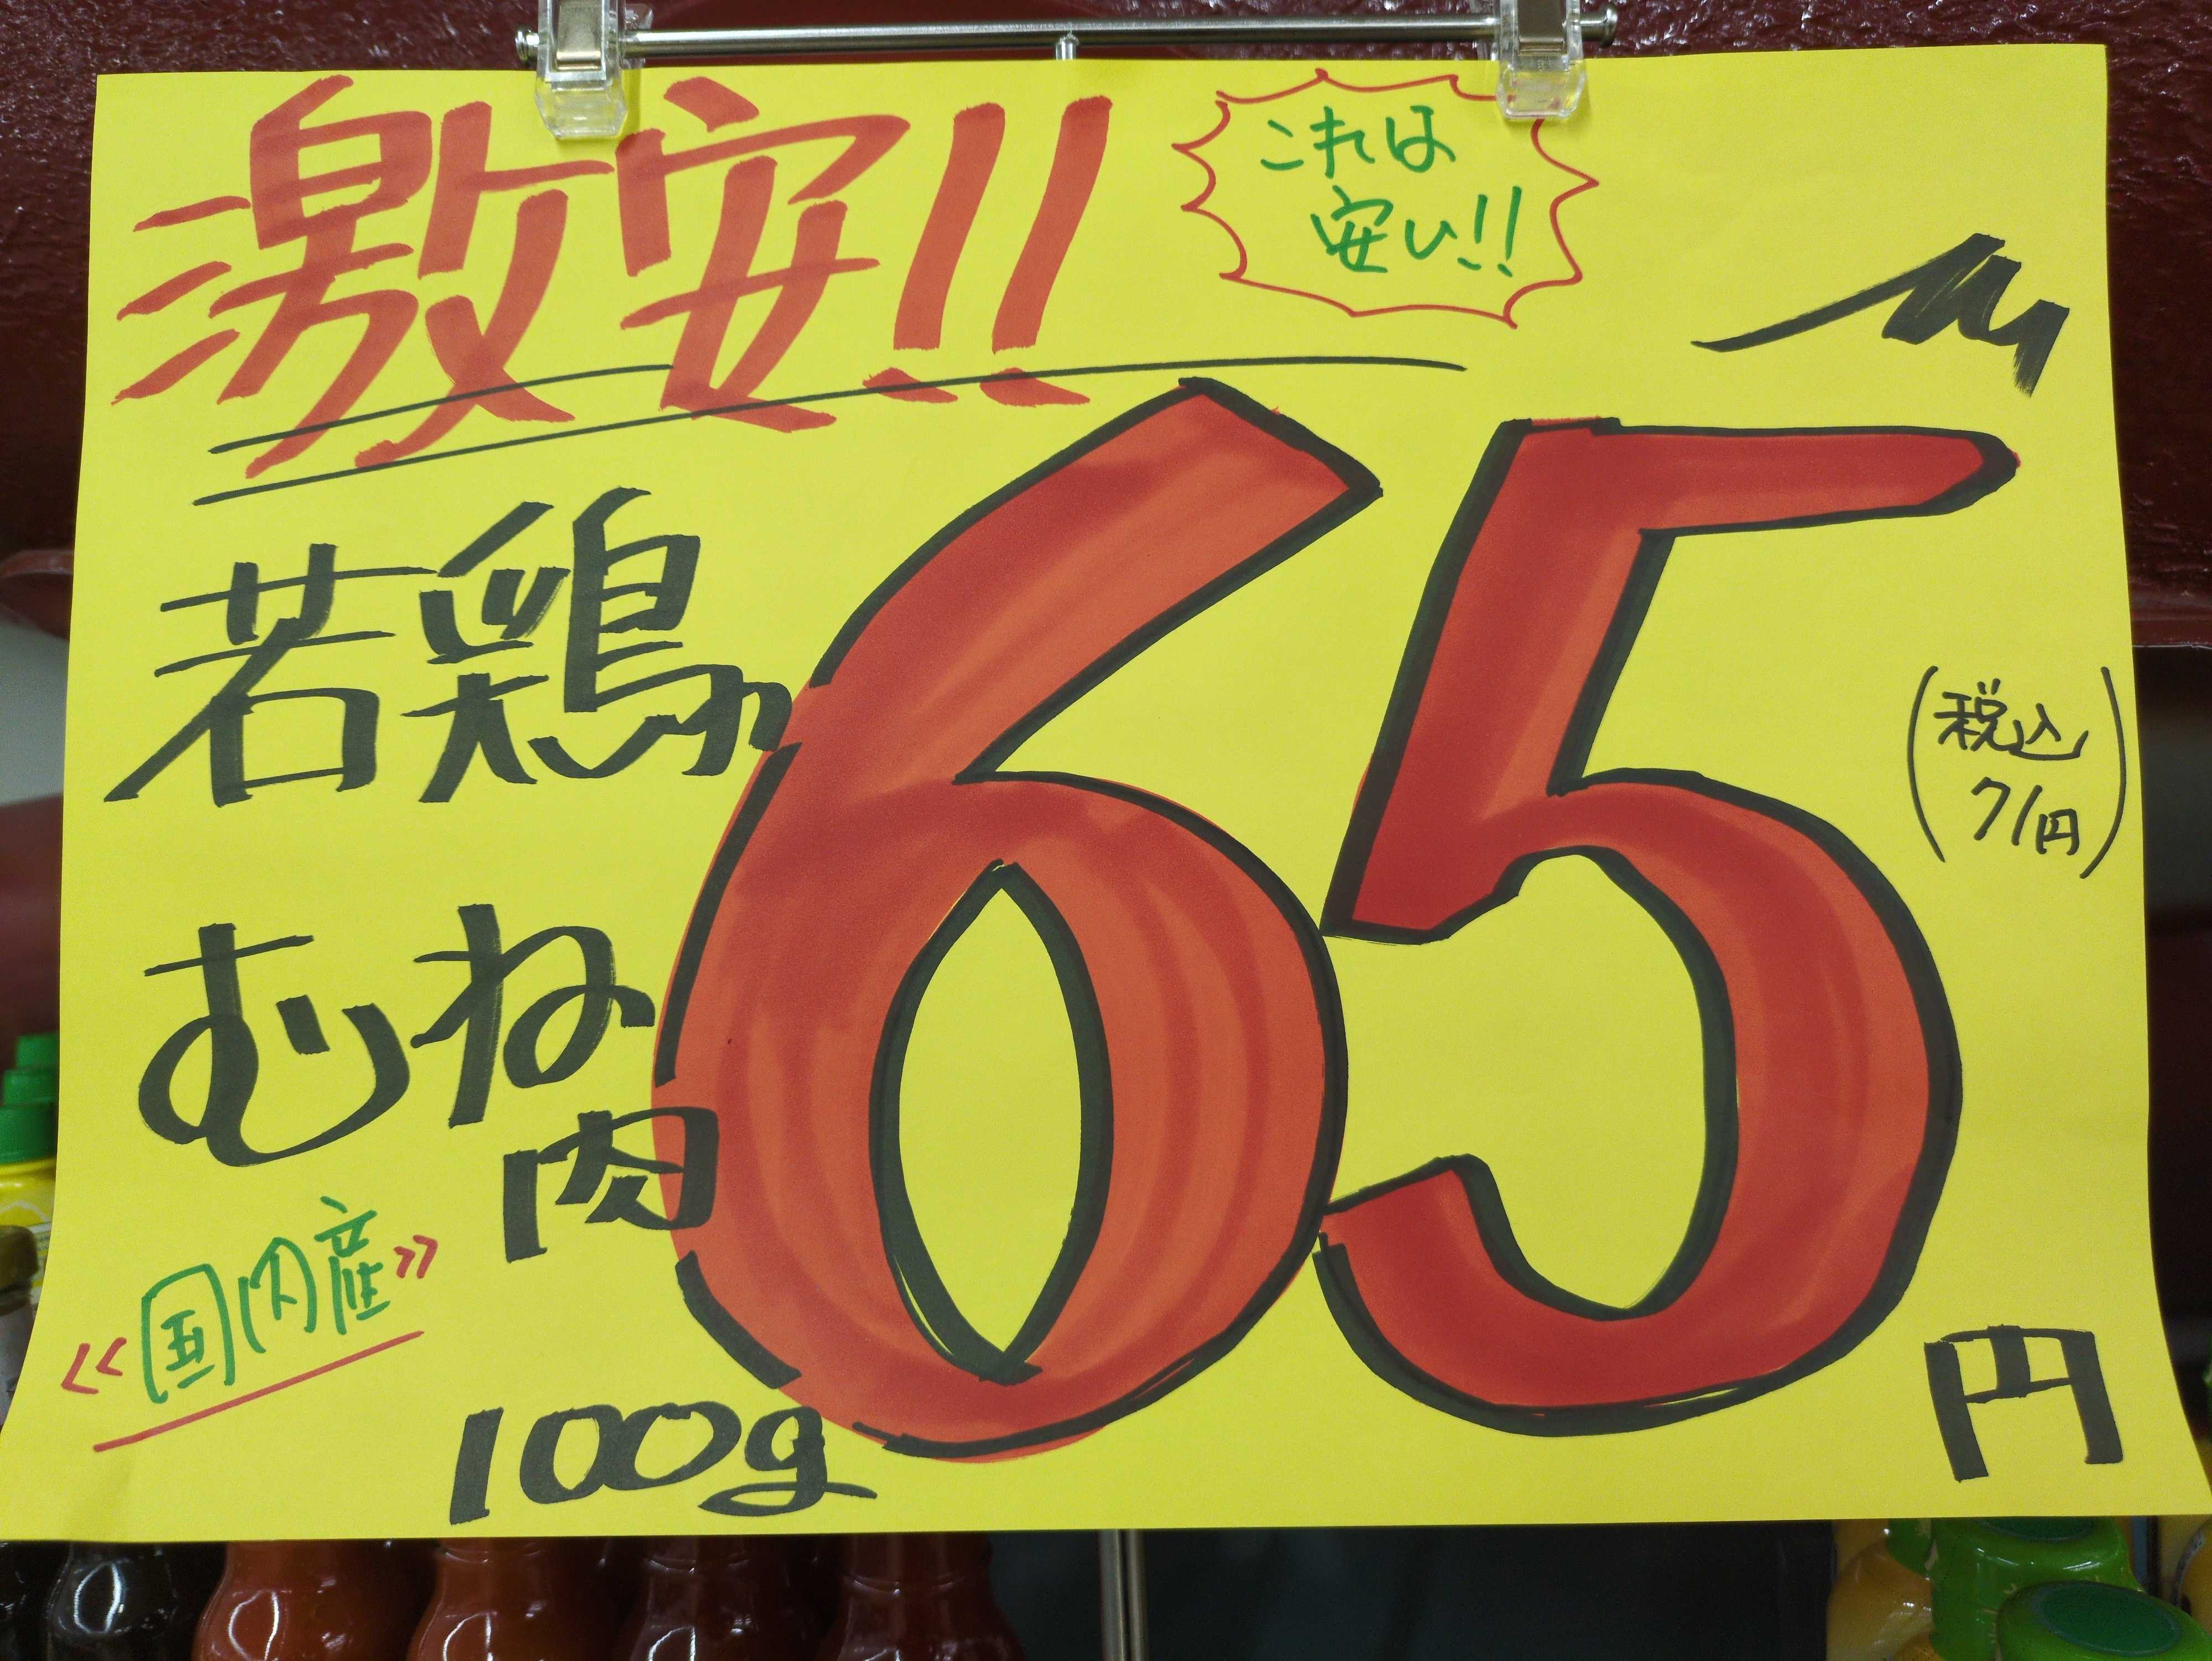 激安!!
これは
安い!!
若鶏
むね
肉
《国内産》
100g
65
円
(税込
71円)